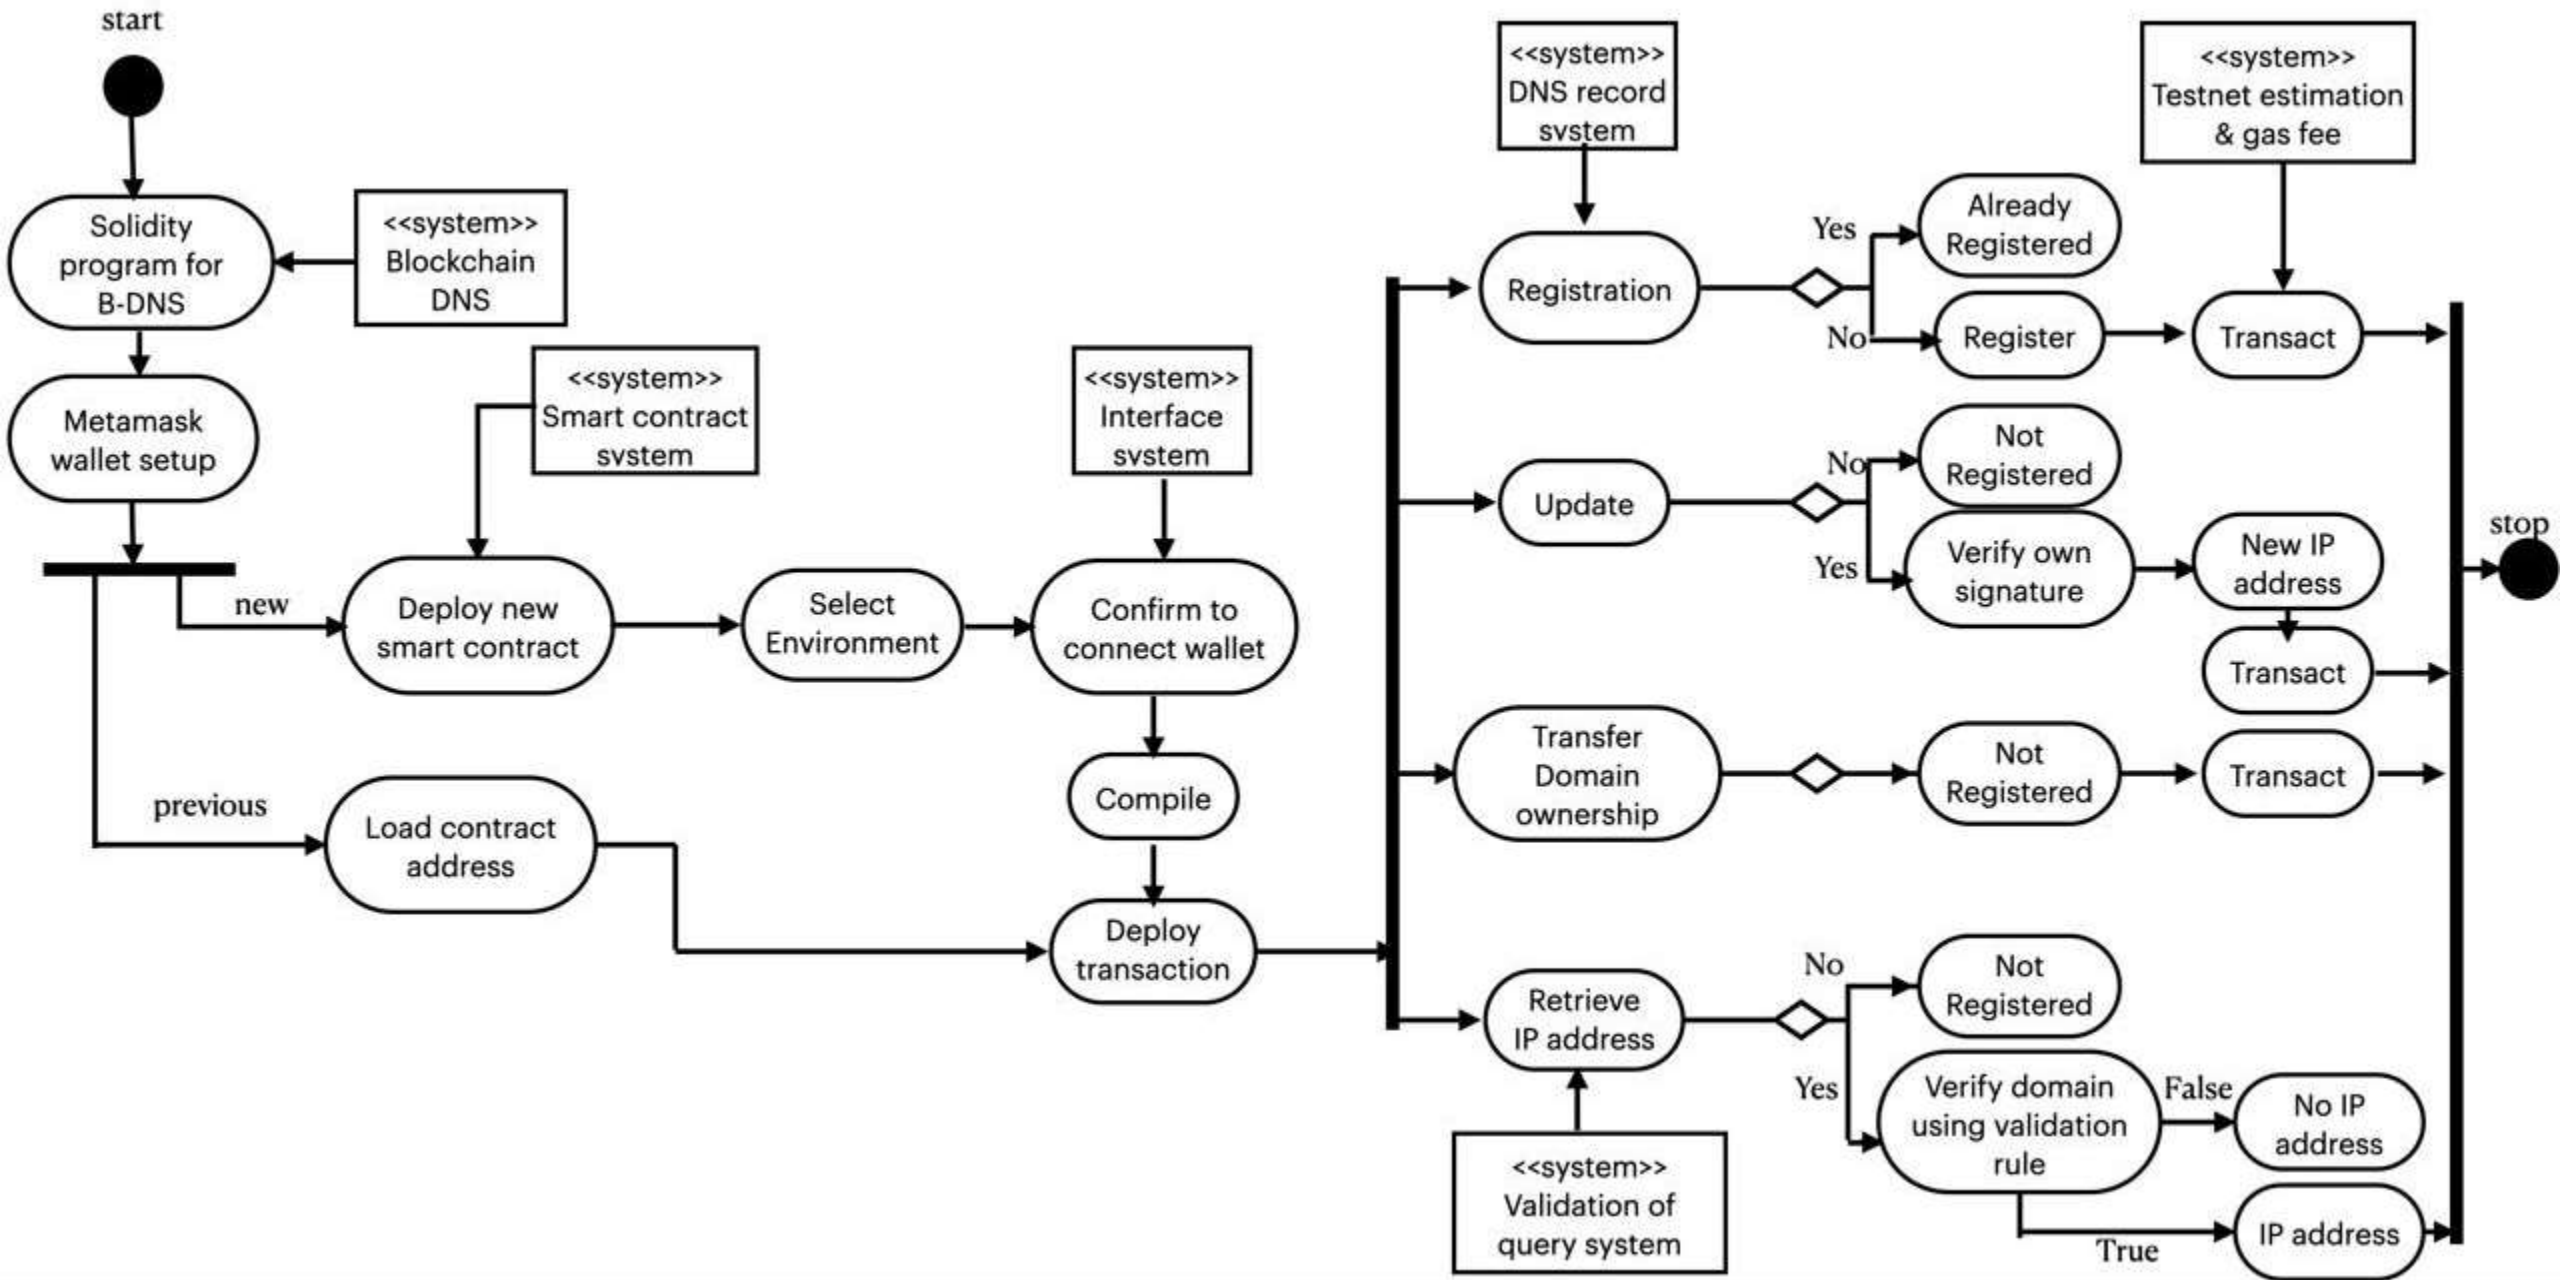 start
Solidity
program for
B-DNS
<<system>>
Blockchain
DNS
Metamask
wallet setup
<<system>>
Smart contract
system
<<system>>
Interface
system
new
Deploy new
smart contract
Select
Environment
Confirm to
connect wallet
previous
Load contract
address
Compile
Deploy
transaction
<<system>>
DNS record
system
<<system>>
Testnet estimation
& gas fee
Registration
Yes
Already
Registered
No
Register
Transact
Update
No
Not
Registered
Yes
Verify own
signature
New IP
address
Transact
stop
Transfer
Domain
ownership
Not
Registered
Transact
Retrieve
IP address
No
Not
Registered
Yes
Verify domain
using validation
rule
False
No IP
address
True
IP address
<<system>>
Validation of
query system